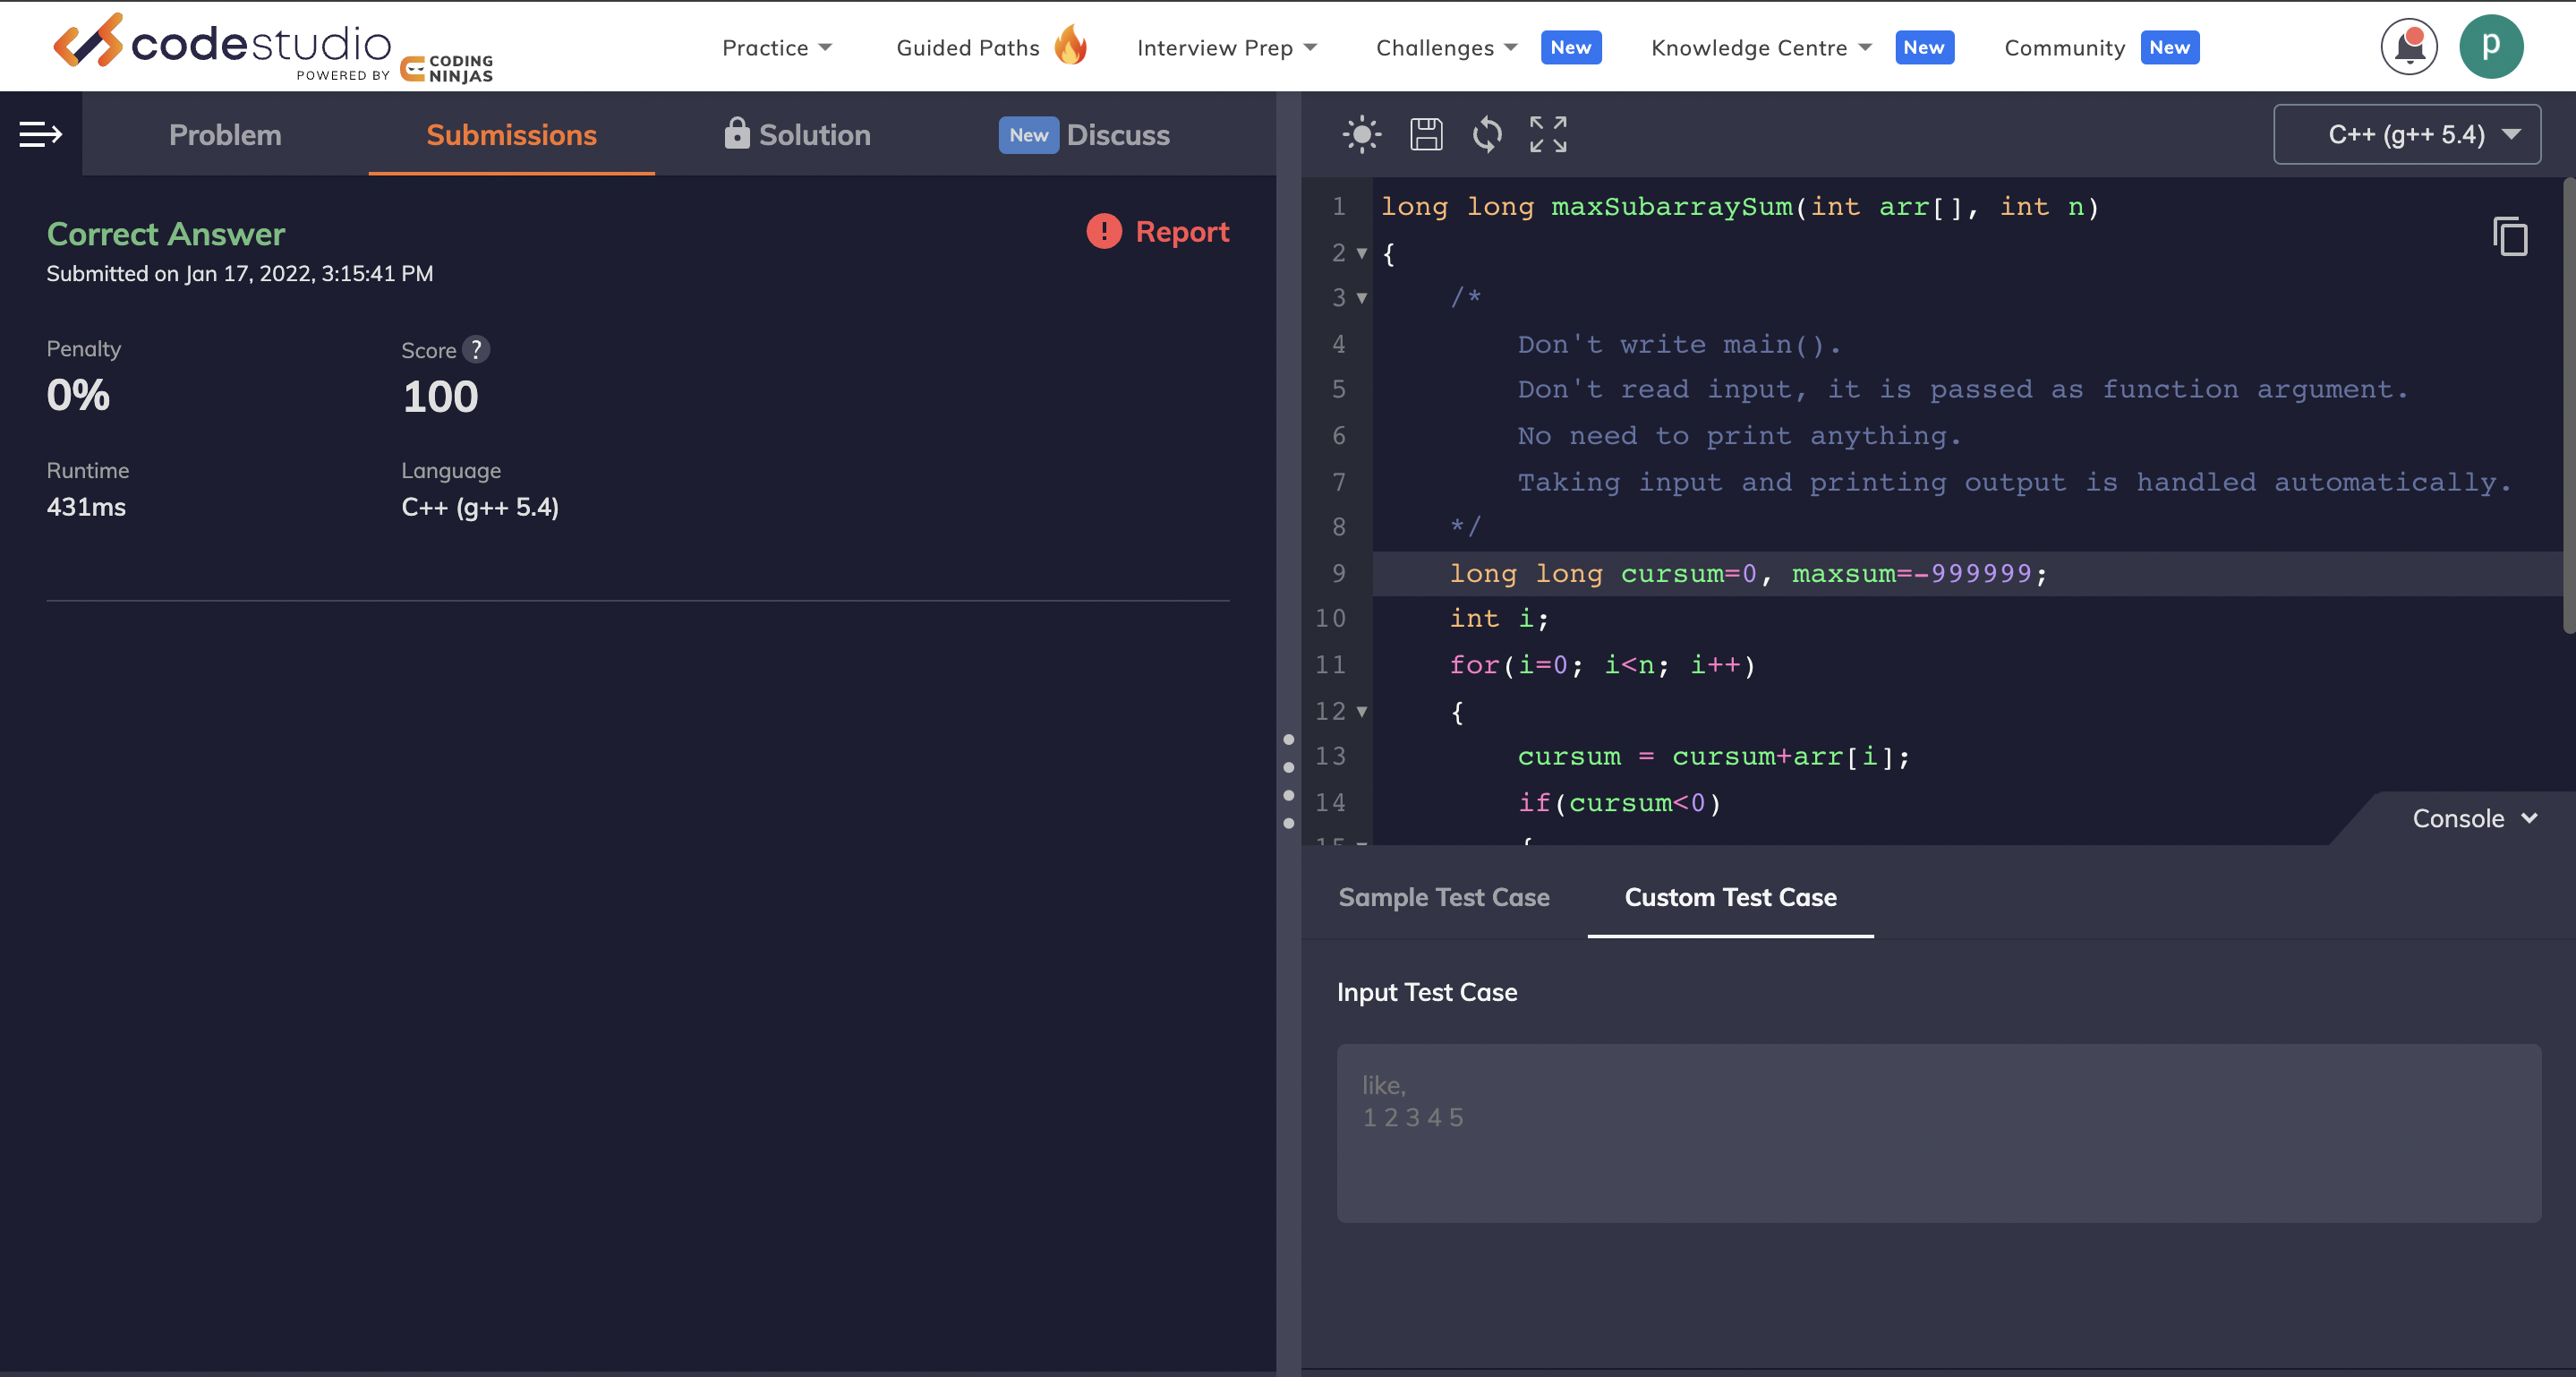 codestudio
POWERED BY CODING NINJAS
Practice Guided Paths Interview Prep Challenges New Knowledge Centre New Community New p
Problem Submissions Solution New Discuss
Correct Answer
Report
Submitted on Jan 17, 2022, 3:15:41 PM
Penalty Score ?
0% 100
Runtime Language
431ms C++ (g++ 5.4)
C++ (g++ 5.4)
1 long long maxSubarraySum(int arr[], int n)
2 {
3 /*
4 Don't write main().
5 Don't read input, it is passed as function argument.
6 No need to print anything.
7 Taking input and printing output is handled automatically.
8 */
9 long long cursum=0, maxsum=-999999;
10 int i;
11 for(i=0; i<n; i++)
12 {
13 cursum = cursum+arr[i];
14 if(cursum<0)
15 {
Console
Sample Test Case Custom Test Case
Input Test Case
like,
1 2 3 4 5